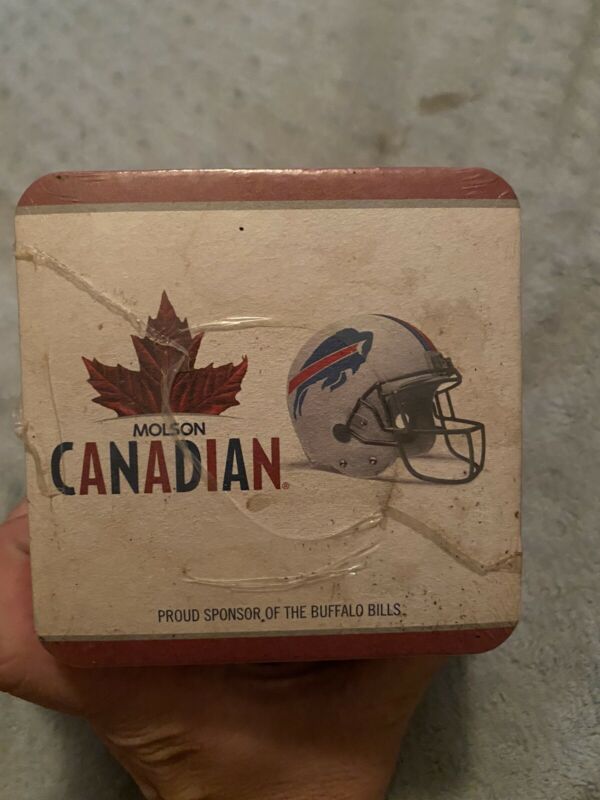 MOLSON
CANADIAN®
PROUD SPONSOR OF THE BUFFALO BILLS